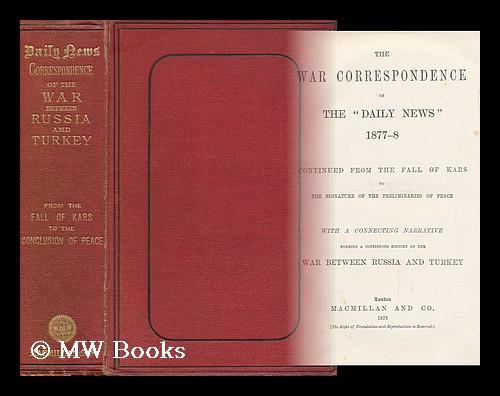 Daily News
CORRESPONDENCE
OF THE
WAR
BETWEEN
RUSSIA
AND
TURKEY
FROM THE
FALL OF KARS
TO THE
CONCLUSION OF PEACE
THE
WAR CORRESPONDENCE
OF
THE "DAILY NEWS"
1877-8
CONTINUED FROM THE FALL OF KARS
TO
THE SIGNATURE OF THE PRELIMINARIES OF PEACE
WITH A CONNECTING NARRATIVE
FORMING A CONTINUOUS HISTORY OF THE
WAR BETWEEN RUSSIA AND TURKEY
London
MACMILLAN AND CO.
1878
[The Right of Translation and Reproduction is Reserved.]
© MW Books